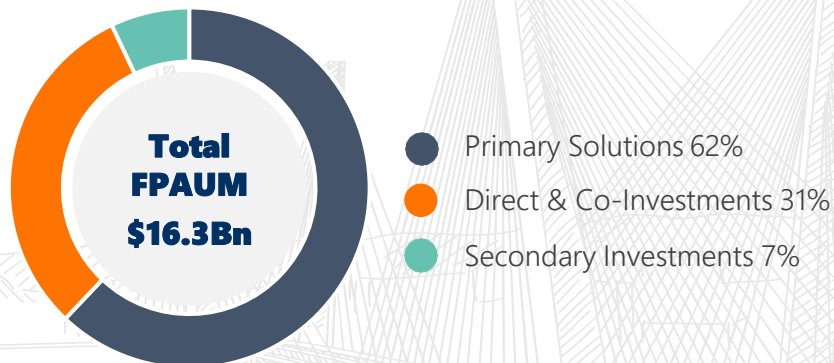 Total
FPAUM
$16.3Bn
Primary Solutions 62%
Direct & Co-Investments 31%
Secondary Investments 7%